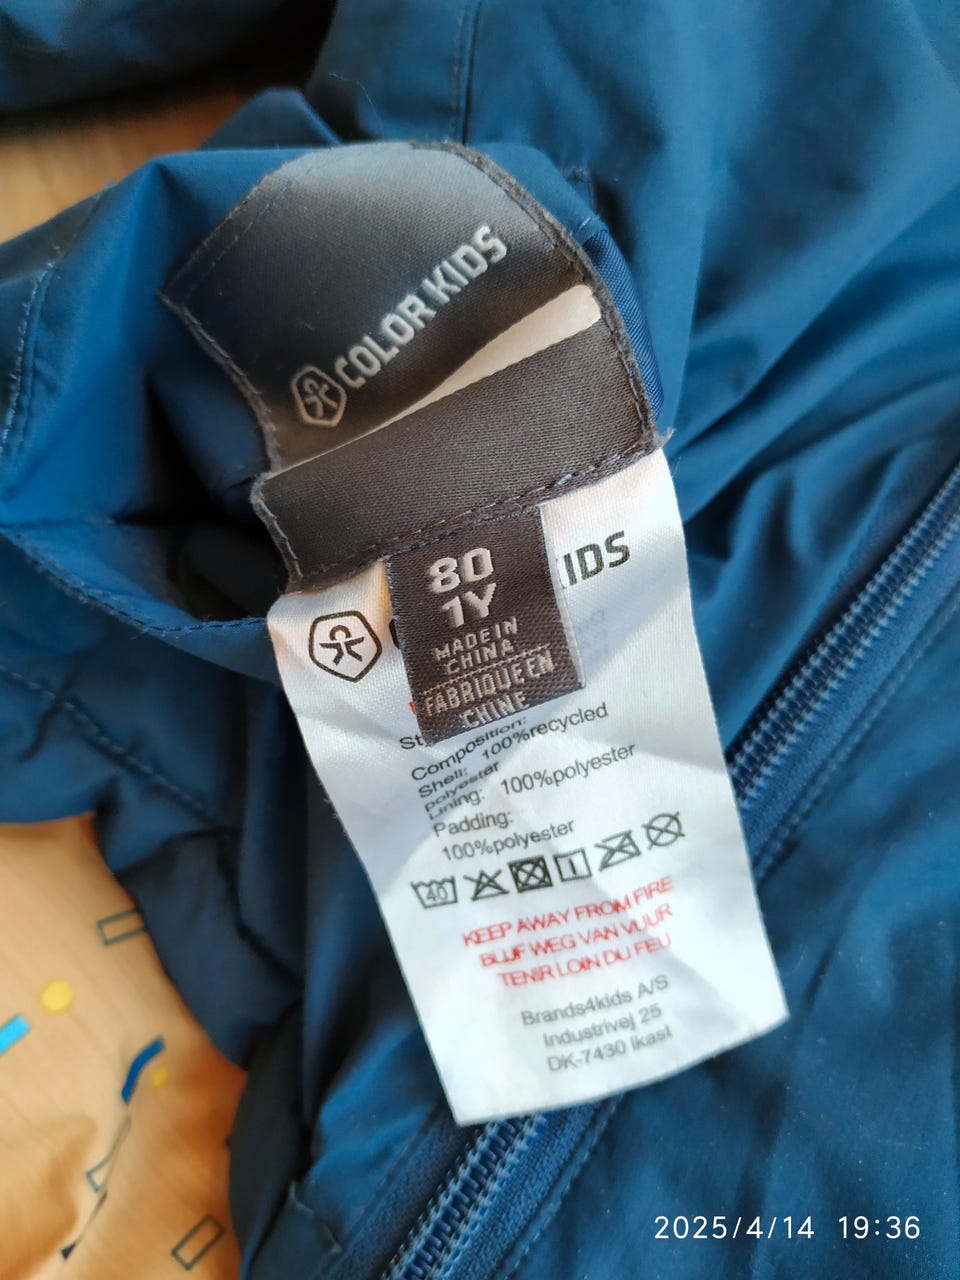 COLOR KIDS
80
1Y
MADE IN
CHINA
FABRIQUE EN
CHINE
KIDS
Composition:
Shell: 100%recycled
polyester
Lining: 100%polyester
Padding:
100%polyester
40
KEEP AWAY FROM FIRE
BLIJF WEG VAN VUUR
TENIR LOIN DU FEU
Brands4kids A/S
Industrivej 25
DK-7430 Ikast
2025/4/14 19:36